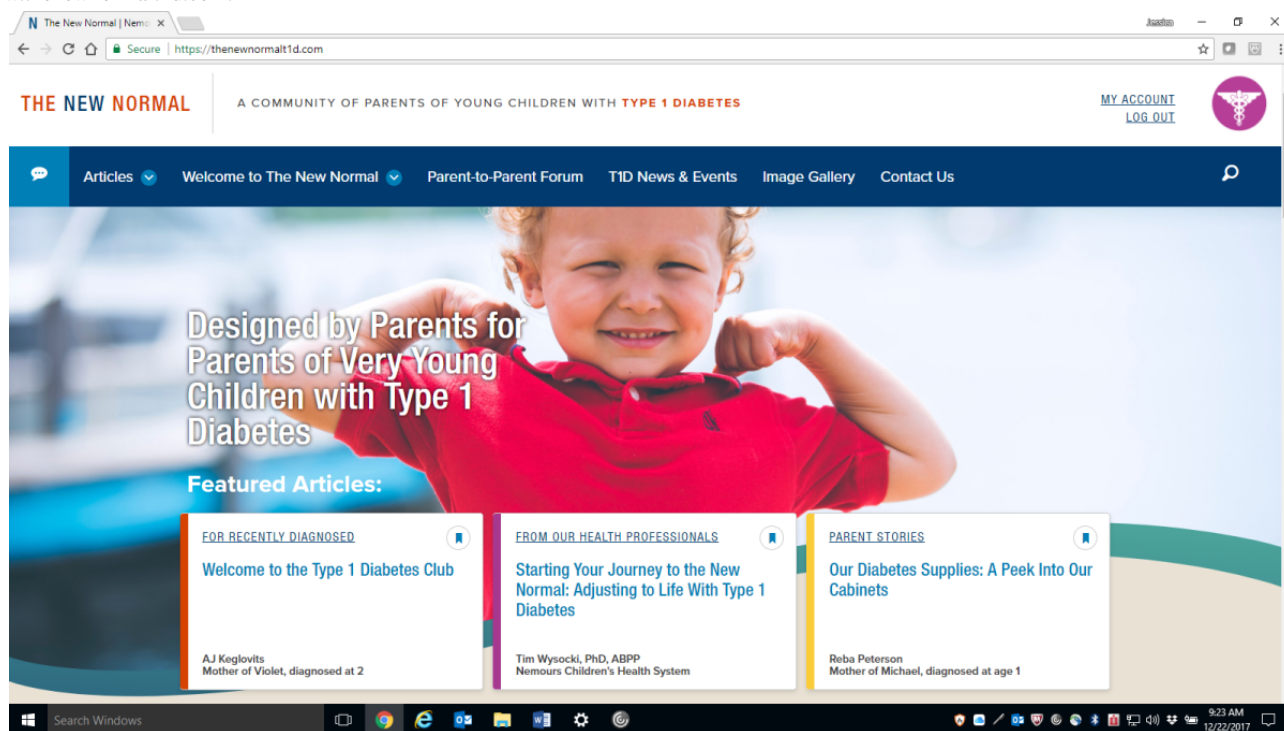 The New Normal | Nem
Secure | https://thenewnormalt1d.com
THE NEW NORMAL
A COMMUNITY OF PARENTS OF YOUNG CHILDREN WITH TYPE 1 DIABETES
MY ACCOUNT
LOG OUT
Articles
Welcome to The New Normal
Parent-to-Parent Forum
T1D News & Events
Image Gallery
Contact Us
Designed by Parents for
Parents of Very Young
Children with Type 1
Diabetes
Featured Articles:
FOR RECENTLY DIAGNOSED
Welcome to the Type 1 Diabetes Club
AJ Keglovits
Mother of Violet, diagnosed at 2
FROM OUR HEALTH PROFESSIONALS
Starting Your Journey to the New
Normal: Adjusting to Life With Type 1
Diabetes
Tim Wysocki, PhD, ABPP
Nemours Children's Health System
PARENT STORIES
Our Diabetes Supplies: A Peek Into Our
Cabinets
Reba Peterson
Mother of Michael, diagnosed at age 1
Search Windows
9:23 AM
12/22/2017